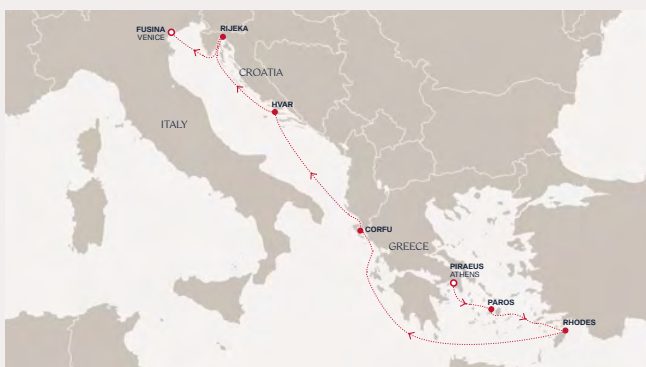 FUSINA
VENICE
RIJEKA
CROATIA
HVAR
ITALY
CORFU
GREECE
PIRAEUS
ATHENS
PAROS
RHODES